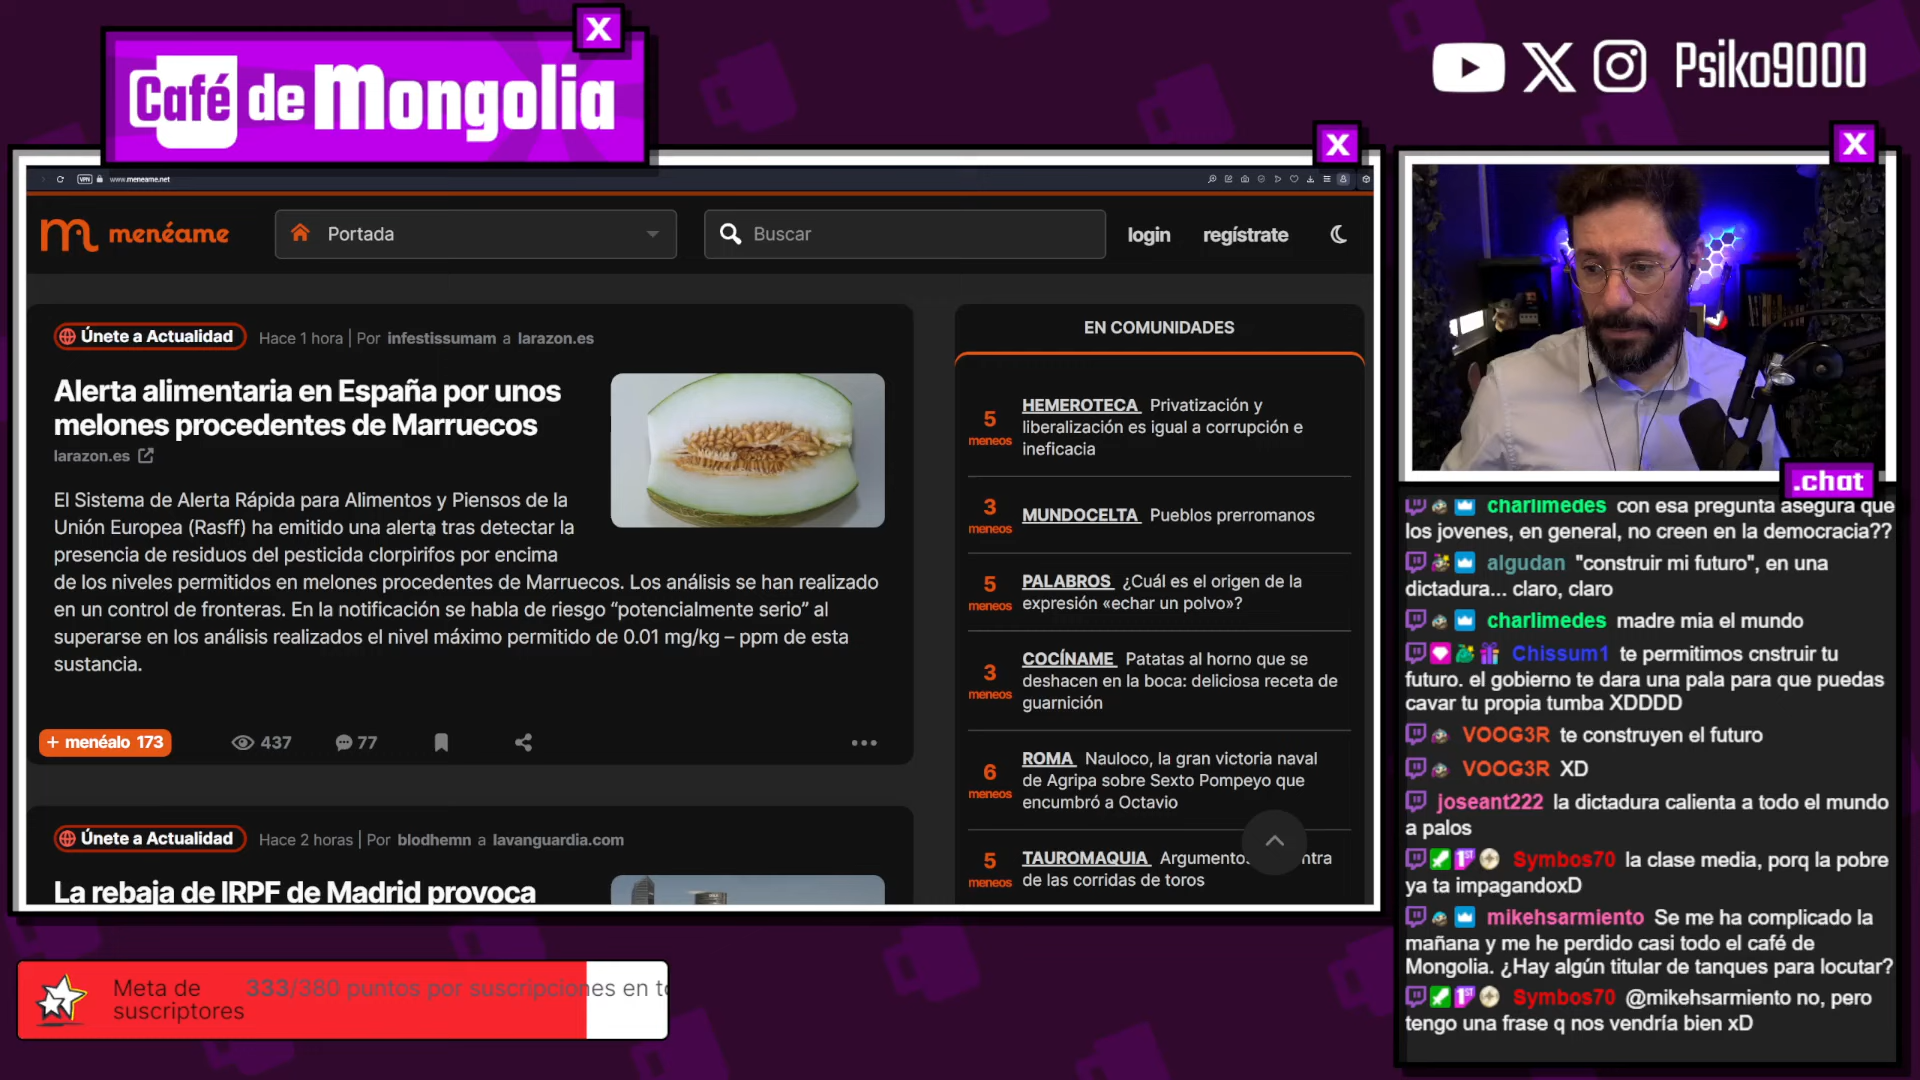 X
Café de Mongolia
Psiko9000
X
X
VPN
www.meneame.net
menéame
Portada
Buscar
login
regístrate
Únete a Actualidad
Hace 1 hora | Por infestissumam a larazon.es
Alerta alimentaria en España por unos
melones procedentes de Marruecos
larazon.es
El Sistema de Alerta Rápida para Alimentos y Piensos de la
Unión Europea (Rasff) ha emitido una alerta tras detectar la
presencia de residuos del pesticida clorpirifos por encima
de los niveles permitidos en melones procedentes de Marruecos. Los análisis se han realizado
en un control de fronteras. En la notificación se habla de riesgo “potencialmente serio” al
superarse en los análisis realizados el nivel máximo permitido de 0.01 mg/kg – ppm de esta
sustancia.
+ menéalo 173
437
77
Únete a Actualidad
Hace 2 horas | Por blodhemn a lavanguardia.com
La rebaja de IRPF de Madrid provoca
EN COMUNIDADES
5 meneos
HEMEROTECA Privatización y
liberalización es igual a corrupción e
ineficacia
3 meneos
MUNDOCELTA Pueblos prerromanos
5 meneos
PALABROS ¿Cuál es el origen de la
expresión «echar un polvo»?
3 meneos
COCÍNAME Patatas al horno que se
deshacen en la boca: deliciosa receta de
guarnición
6 meneos
ROMA Nauloco, la gran victoria naval
de Agripa sobre Sexto Pompeyo que
encumbró a Octavio
5 meneos
TAUROMAQUIA
de las corridas de toros
.chat
charlimedes con esa pregunta asegura que
los jovenes, en general, no creen en la democracia??
algudan "construir mi futuro", en una
dictadura... claro, claro
charlimedes madre mia el mundo
Chissum1 te permitimos cnstruir tu
futuro. el gobierno te dara una pala para que puedas
cavar tu propia tumba XDDDD
VOOG3R te construyen el futuro
VOOG3R XD
joseant222 la dictadura calienta a todo el mundo
a palos
1ST Symbos70 la clase media, porq la pobre
ya ta impagandoxD
mikehsarmiento Se me ha complicado la
mañana y me he perdido casi todo el café de
Mongolia. ¿Hay algún titular de tanques para locutar?
1ST Symbos70 @mikehsarmiento no, pero
tengo una frase q nos vendría bien xD
Meta de
suscriptores
333/380 puntos por suscripciones en to